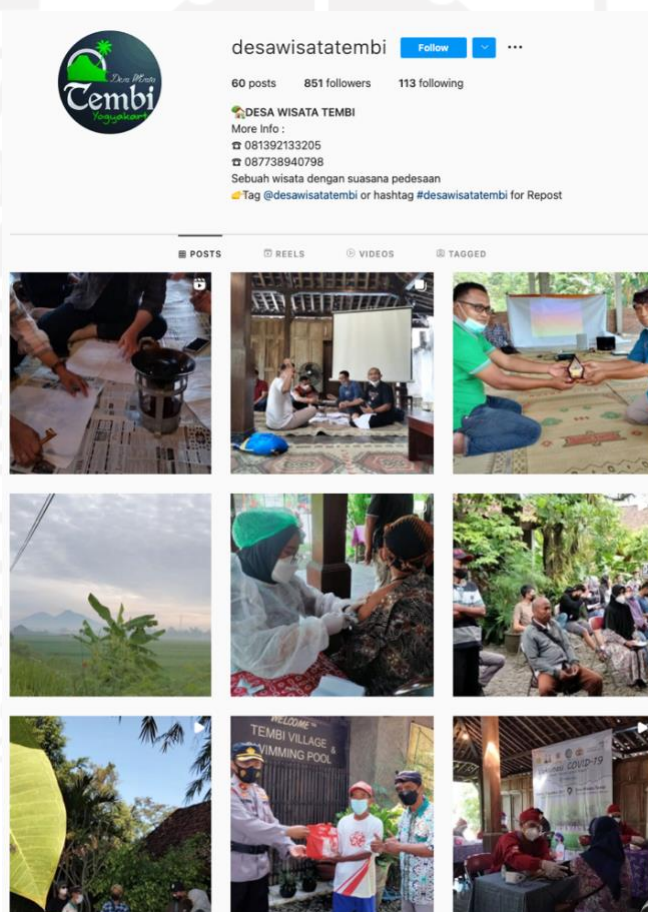 Desa Wisata
Tembi
Yogyakarta
desawisatatembi
Follow
60 posts 851 followers 113 following
DESA WISATA TEMBI
More Info :
☎ 081392133205
☎ 087738940798
Sebuah wisata dengan suasana pedesaan
👉Tag @desawisatatembi or hashtag #desawisatatembi for Repost
POSTS REELS VIDEOS TAGGED
WELCOME
TEMBI VILLAGE &
SWIMMING POOL
COVID-19